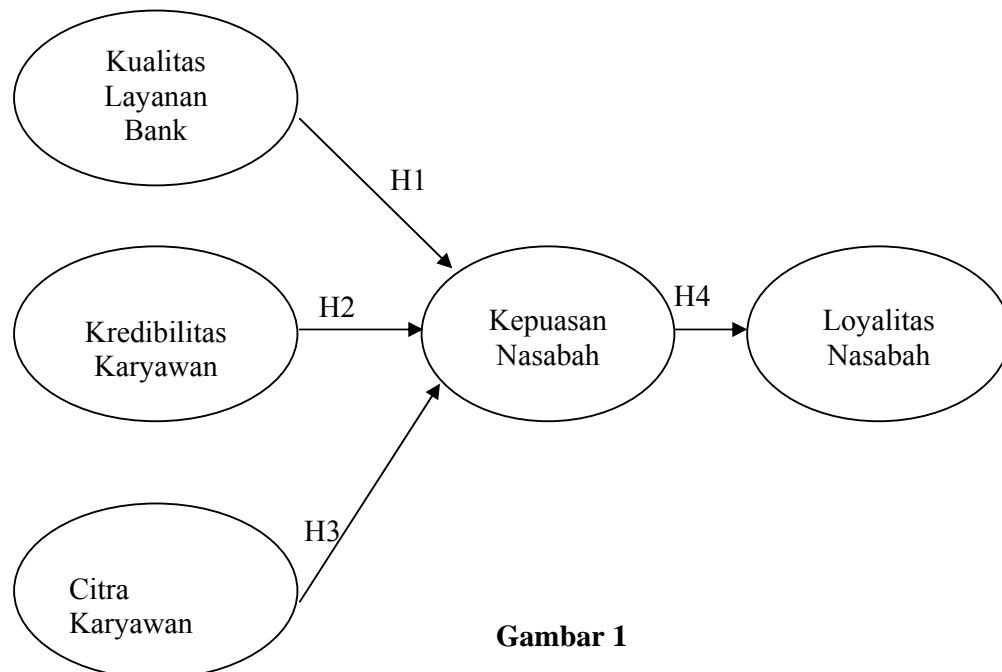 Kualitas
Layanan
Bank
H1
Kredibilitas
Karyawan
H2
Kepuasan
Nasabah
H4
Loyalitas
Nasabah
H3
Citra
Karyawan
Gambar 1